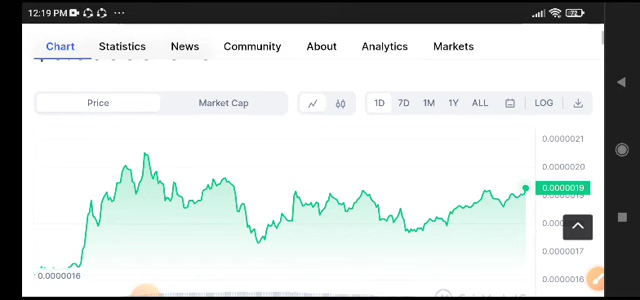 12:19 PM ··· 72
Chart Statistics News Community About Analytics Markets
Price Market Cap 1D 7D 1M 1Y ALL LOG
0.0000021
0.0000020
0.0000019
0.0000017
0.0000016
0.0000016